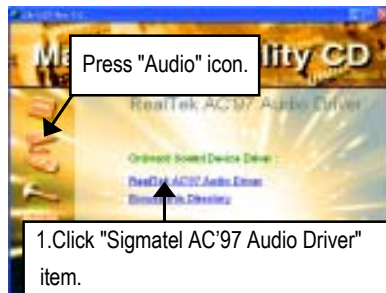 Ma
lity CD
Press "Audio" icon.
RealTek AC'97 Audio Driver
Onboard Sound Device Driver :
RealTek AC'97 Audio Driver
Directory
1.Click "Sigmatel AC'97 Audio Driver"
item.